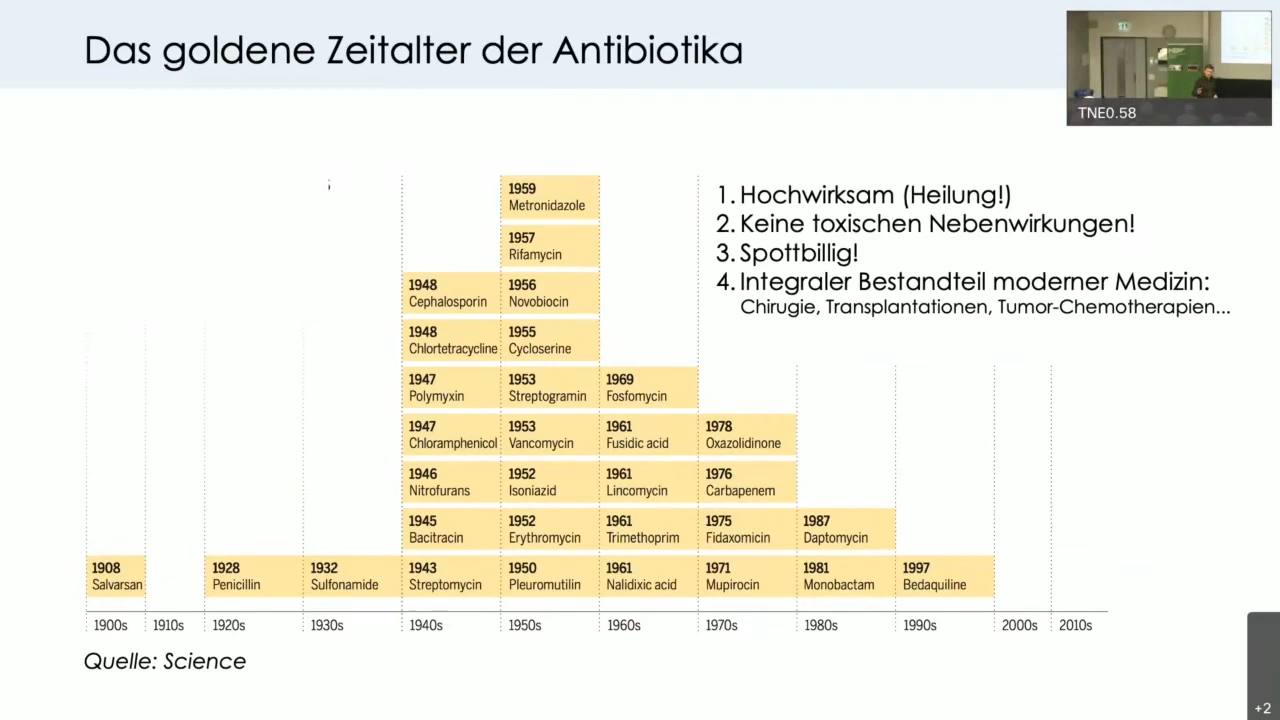 Das goldene Zeitalter der Antibiotika
TNE0.58
1. Hochwirksam (Heilung!)
2. Keine toxischen Nebenwirkungen!
3. Spottbillig!
4. Integraler Bestandteil moderner Medizin:
Chirugie, Transplantationen, Tumor-Chemotherapien...
1959
Metronidazole
1957
Rifamycin
1948
Cephalosporin
1956
Novobiocin
1948
Chlortetracycline
1955
Cycloserine
1947
Polymyxin
1953
Streptogramin
1969
Fosfomycin
1947
Chloramphenicol
1953
Vancomycin
1961
Fusidic acid
1978
Oxazolidinone
1946
Nitrofurans
1952
Isoniazid
1961
Lincomycin
1976
Carbapenem
1945
Bacitracin
1952
Erythromycin
1961
Trimethoprim
1975
Fidaxomicin
1987
Daptomycin
1908
Salvarsan
1928
Penicillin
1932
Sulfonamide
1943
Streptomycin
1950
Pleuromutilin
1961
Nalidixic acid
1971
Mupirocin
1981
Monobactam
1997
Bedaquiline
1900s 1910s 1920s 1930s 1940s 1950s 1960s 1970s 1980s 1990s 2000s 2010s
Quelle: Science
+2